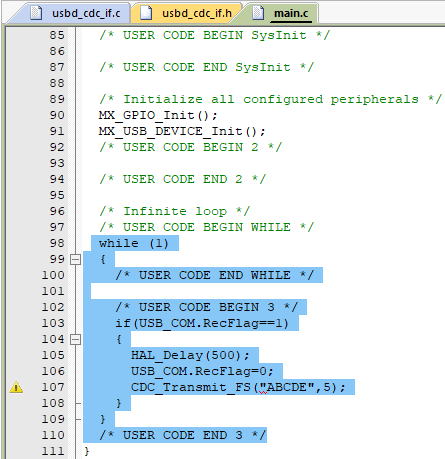 usbd_cdc_if.c usbd_cdc_if.h main.c
85 /* USER CODE BEGIN SysInit */
86
87 /* USER CODE END SysInit */
88
89 /* Initialize all configured peripherals */
90 MX_GPIO_Init();
91 MX_USB_DEVICE_Init();
92 /* USER CODE BEGIN 2 */
93
94 /* USER CODE END 2 */
95
96 /* Infinite loop */
97 /* USER CODE BEGIN WHILE */
98 while (1)
99 {
100 /* USER CODE END WHILE */
101
102 /* USER CODE BEGIN 3 */
103 if(USB_COM.RecFlag==1)
104 {
105 HAL_Delay(500);
106 USB_COM.RecFlag=0;
107 CDC_Transmit_FS("ABCDE",5);
108 }
109 }
110 /* USER CODE END 3 */
111 }